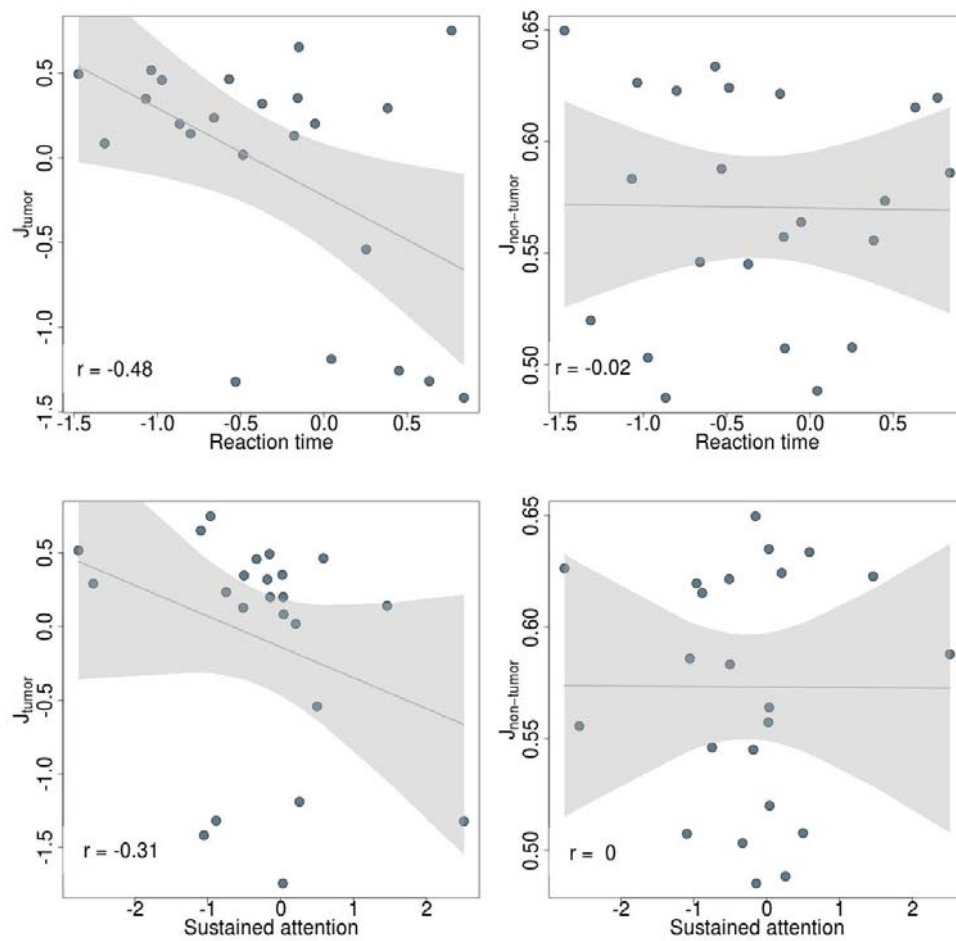 0.5
0.0
-0.5
-1.0
-1.5
J_tumor
r = -0.48
-1.5 -1.0 -0.5 0.0 0.5
Reaction time
0.65
0.60
0.55
0.50
J_non-tumor
r = -0.02
-1.5 -1.0 -0.5 0.0 0.5
Reaction time
0.5
0.0
-0.5
-1.0
-1.5
J_tumor
r = -0.31
-2 -1 0 1 2
Sustained attention
0.65
0.60
0.55
0.50
J_non-tumor
r = 0
-2 -1 0 1 2
Sustained attention